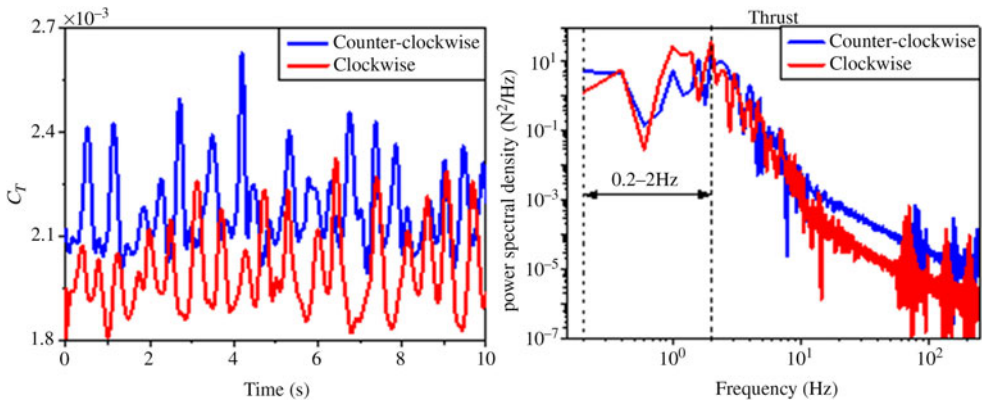 ×10⁻³
2.7
2.4
2.1
1.8
C_T
Counter-clockwise
Clockwise
0
2
4
6
8
10
Time (s)
Thrust
Counter-clockwise
Clockwise
10¹
10⁻¹
10⁻³
10⁻⁵
10⁻⁷
power spectral density (N²/Hz)
0.2–2Hz
10⁰
10¹
10²
Frequency (Hz)